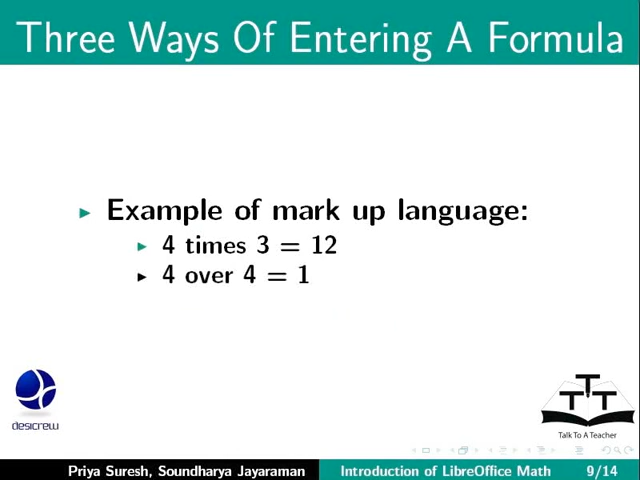 Three Ways Of Entering A Formula
Example of mark up language:
4 times 3 = 12
4 over 4 = 1
desicrew
T T T
Talk To A Teacher
Priya Suresh, Soundharya Jayaraman Introduction of LibreOffice Math 9/14